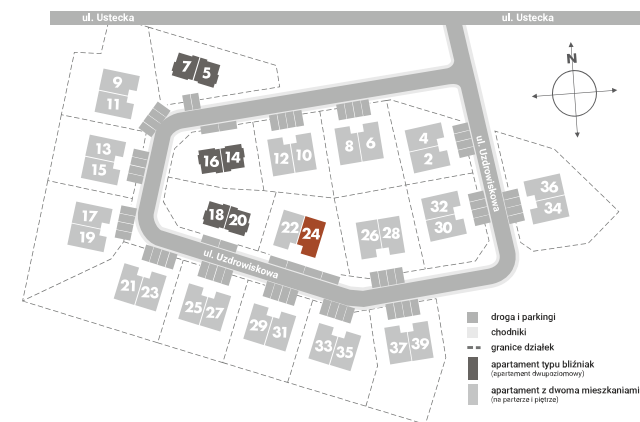 ul. Ustecka
ul. Ustecka
7 5
N
9
11
13
15
16 14
12 10
8 6
4
2
ul. Uzdrowiskowa
36
34
17
19
18 20
22 24
26 28
32
30
ul. Uzdrowiskowa
21 23
25 27
29 31
33 35
37 39
droga i parkingi
chodniki
granice działek
apartament typu bliźniak
(apartament dwupoziomowy)
apartament z dwoma mieszkaniami
(na parterze i piętrze)